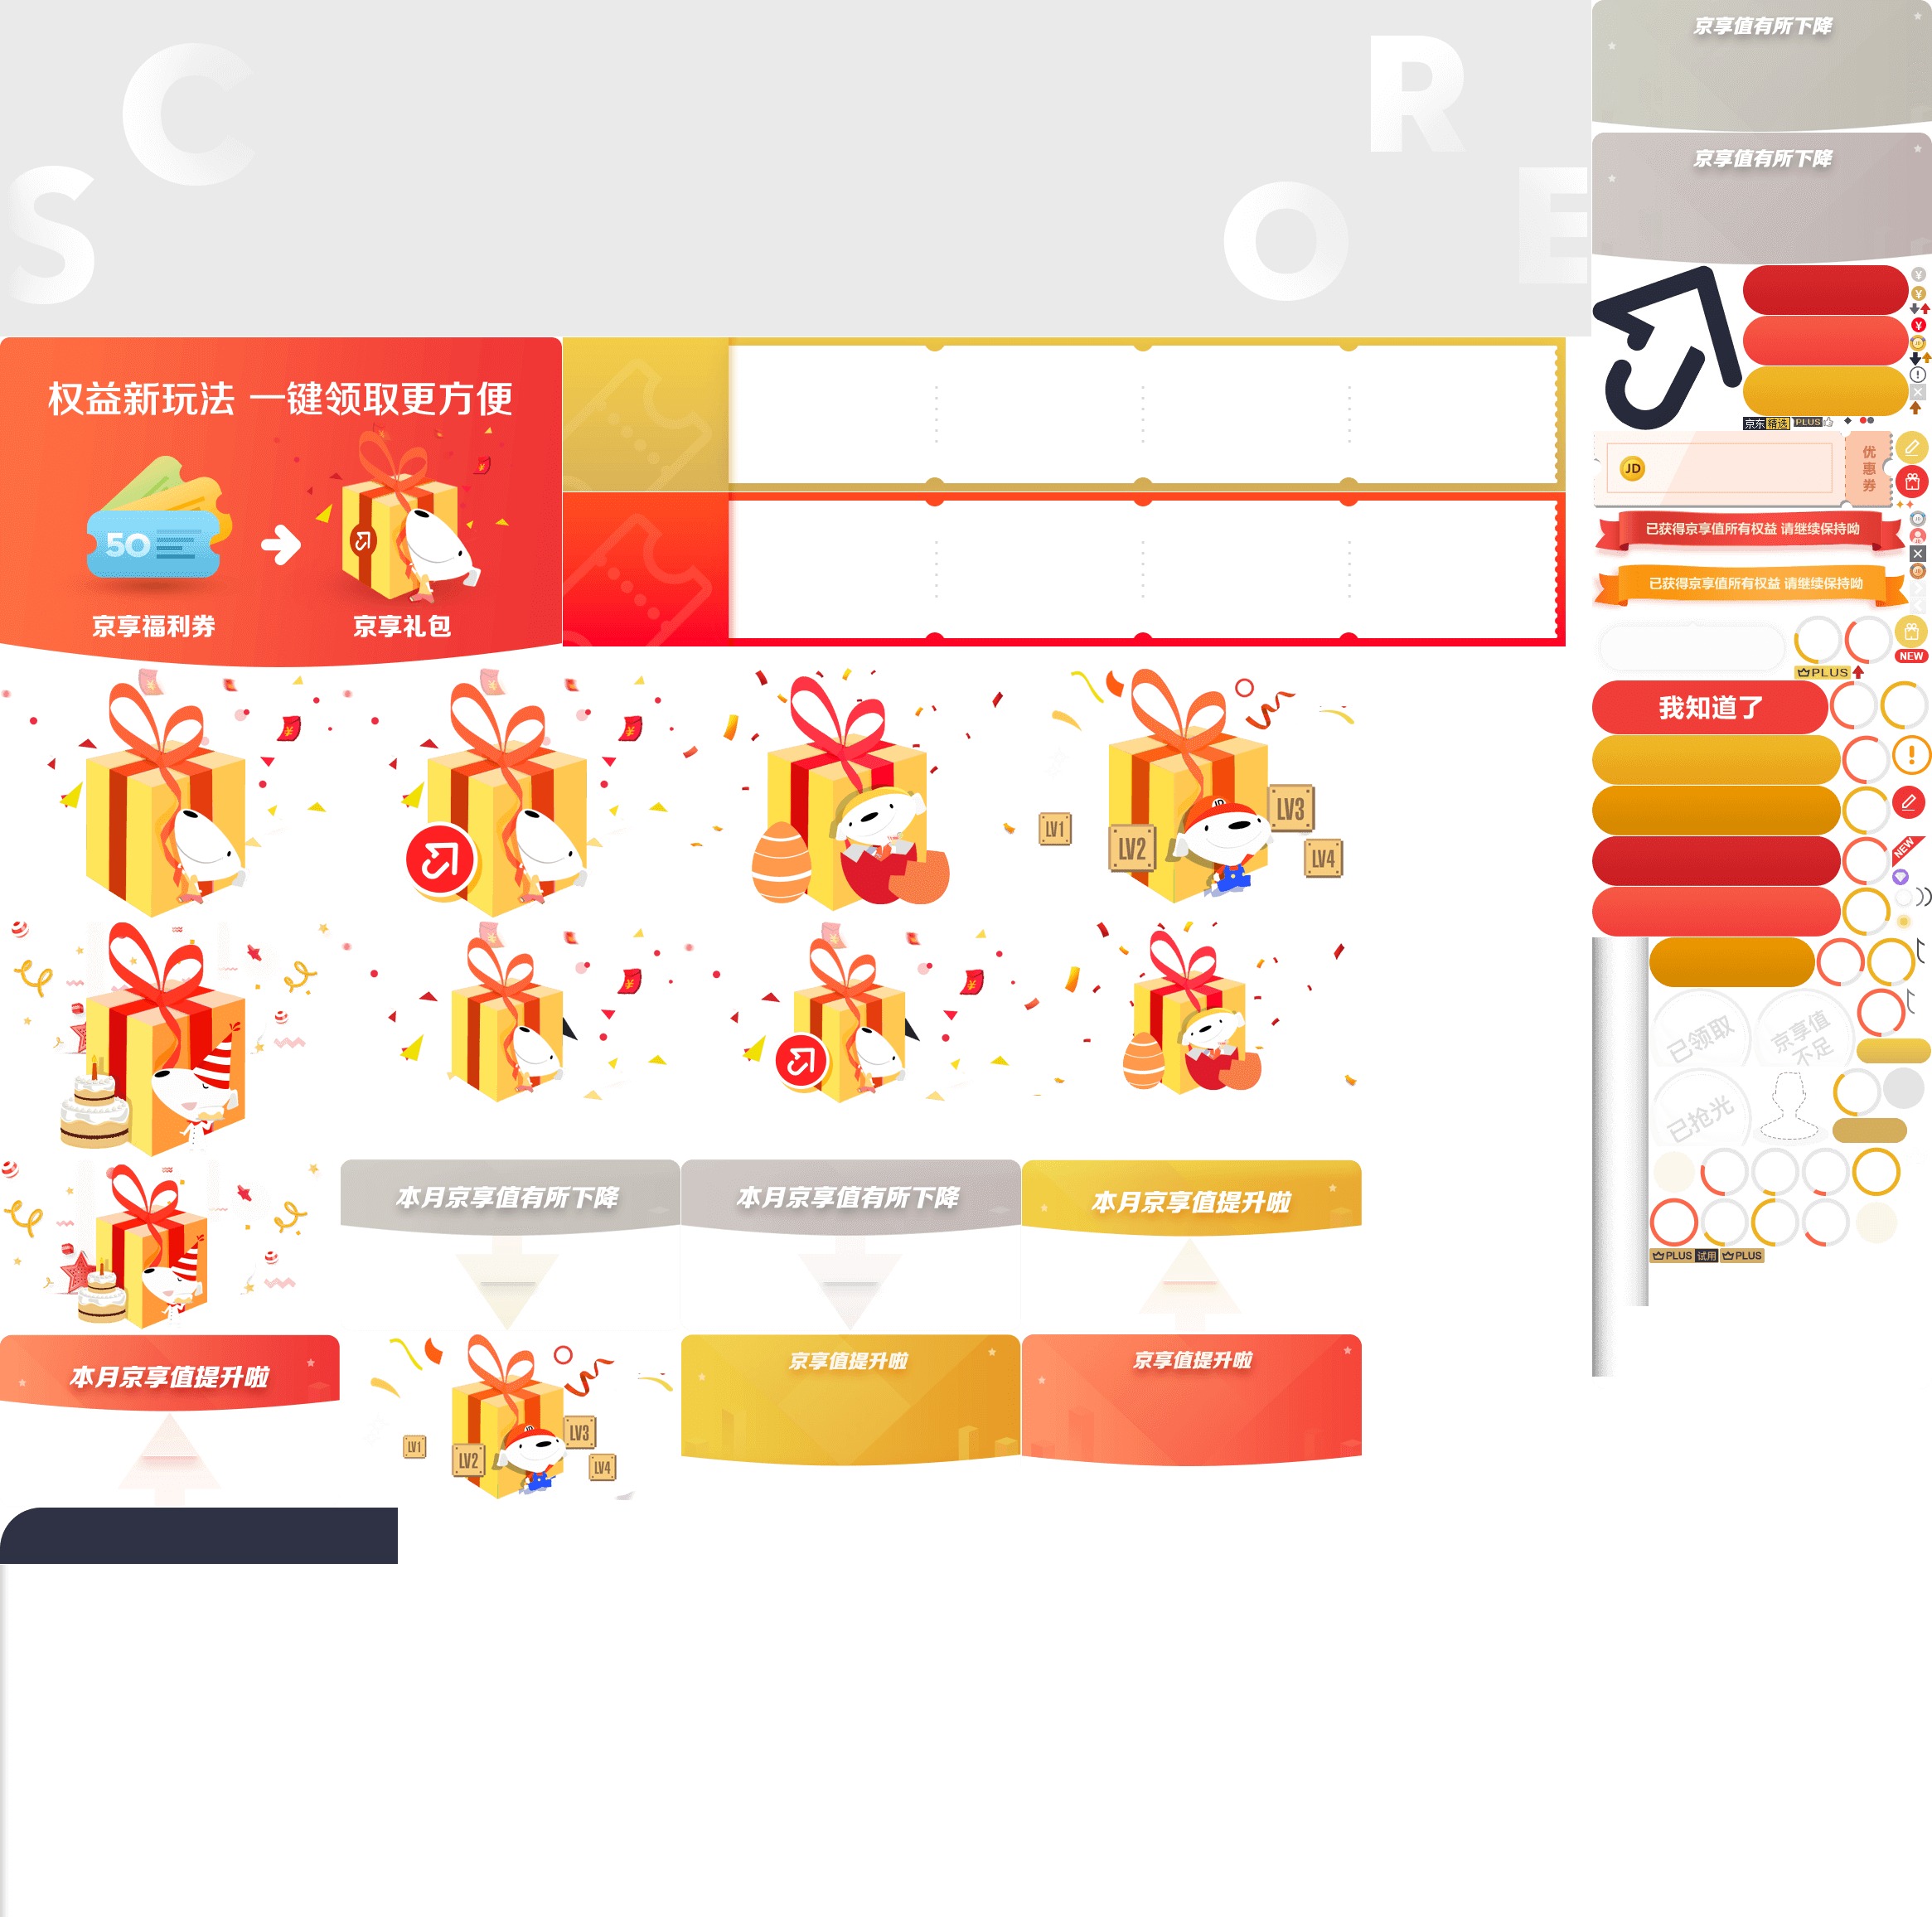 C
R
S
O
E
京享值有所下降
京享值有所下降
权益新玩法 一键领取更方便
50
京享福利券
京享礼包
京东 精选
PLUS
JD
优惠券
已获得京享值所有权益 请继续保持呦
已获得京享值所有权益 请继续保持呦
NEW
PLUS
我知道了
NEW
LV1
LV2
LV3
LV4
JD
已领取
京享值
不足
已抢光
PLUS 试用
PLUS
本月京享值有所下降
本月京享值有所下降
本月京享值提升啦
本月京享值提升啦
LV1
LV2
LV3
LV4
JD
京享值提升啦
京享值提升啦